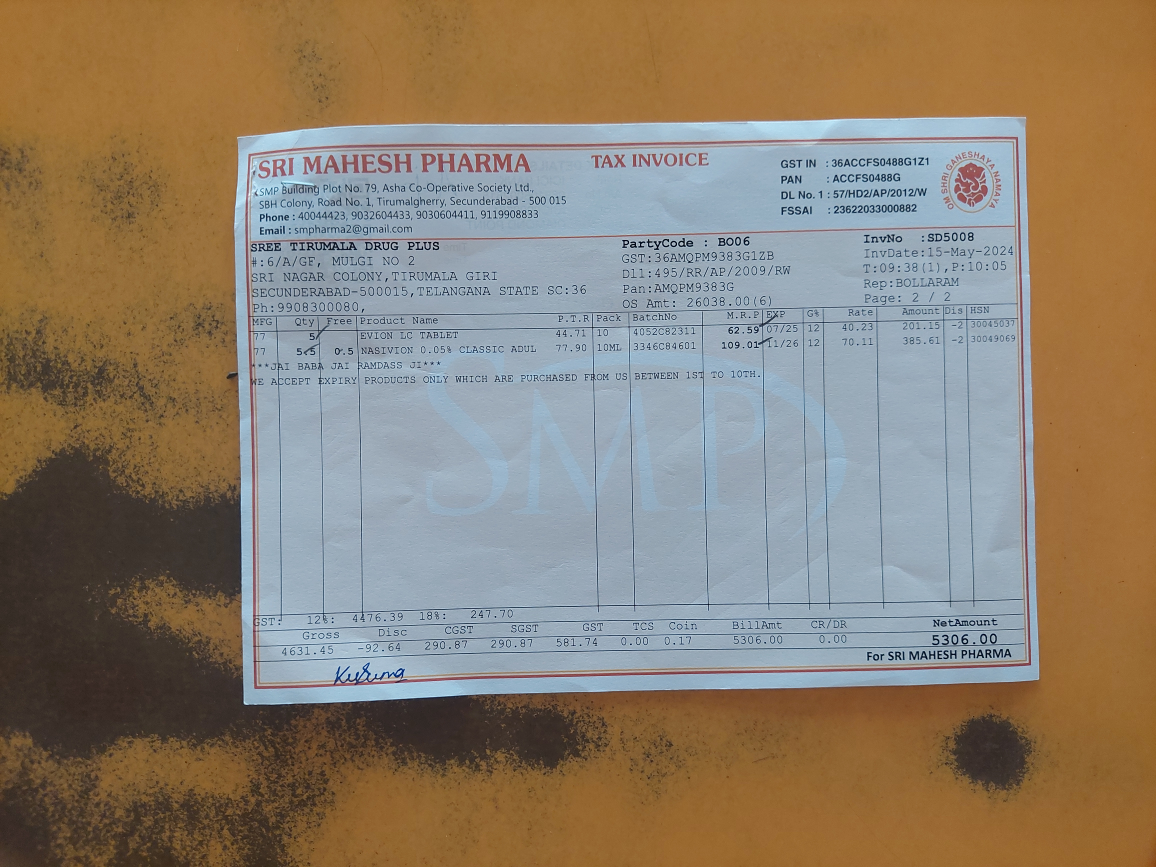 SRI MAHESH PHARMA
TAX INVOICE
SMP Building Plot No. 79, Asha Co-Operative Society Ltd.,
SBH Colony, Road No. 1, Tirumalgherry, Secunderabad - 500 015
Phone : 40044423, 9032604433, 9030604411, 9119908833
Email : smpharma2@gmail.com
GST IN : 36ACCFS0488G1Z1
PAN : ACCFS0488G
DL No. 1 : 57/HD2/AP/2012/W
FSSAI : 23622033000882
OM SHRI GANESHAYA NAMAYA
SREE TIRUMALA DRUG PLUS
#:6/A/GF, MULGI NO 2
SRI NAGAR COLONY,TIRUMALA GIRI
SECUNDERABAD-500015,TELANGANA STATE SC:36
Ph:9908300080,
PartyCode : BO06
GST:36AMQPM9383G1ZB
Dl1:495/RR/AP/2009/RW
Pan:AMQPM9383G
OS Amt: 26038.00(6)
InvNo :SD5008
InvDate:15-May-2024
T:09:38(1),P:10:05
Rep:BOLLARAM
Page: 2 / 2
MFG Qty Free Product Name P.T.R Pack BatchNo M.R.P EXP G% Rate Amount Dis HSN
77 5 EVION LC TABLET 44.71 10 4052C82311 62.59 07/25 12 40.23 201.15 -2 30045037
77 5.5 0.5 NASIVION 0.05% CLASSIC ADUL 77.90 10ML 3346C84601 109.01 11/26 12 70.11 385.61 -2 30049069
***JAI BABA JAI RAMDASS JI***
WE ACCEPT EXPIRY PRODUCTS ONLY WHICH ARE PURCHASED FROM US BETWEEN 1ST TO 10TH.
SMP
GST: 12%: 4476.39 18%: 247.70
Gross Disc CGST SGST GST TCS Coin BillAmt CR/DR NetAmount
4631.45 -92.64 290.87 290.87 581.74 0.00 0.17 5306.00 0.00 5306.00
For SRI MAHESH PHARMA